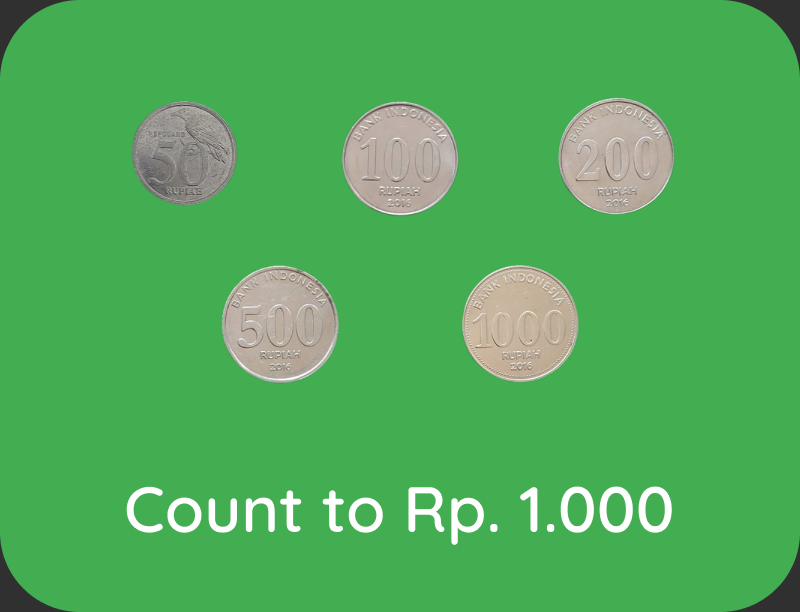 KEPODANG
50
RUPIAH
BANK INDONESIA
100
RUPIAH
2016
BANK INDONESIA
200
RUPIAH
2016
BANK INDONESIA
500
RUPIAH
2016
BANK INDONESIA
1000
RUPIAH
2016
Count to Rp. 1.000